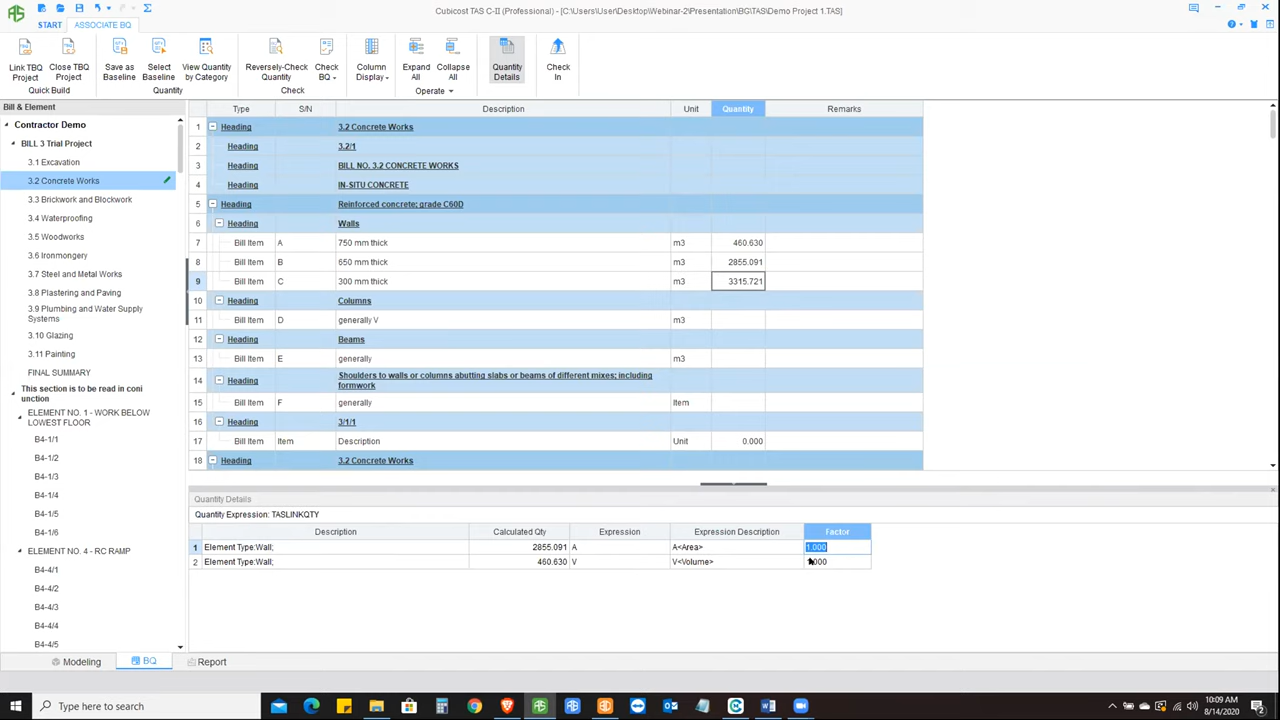 Cubicost TAS C-II (Professional) - [C:\Users\User\Desktop\Webinar-2\Presentation\BG\TAS\Demo Project 1.TAS]
START ASSOCIATE BQ
Link TBQ Project
Close TBQ Project
Save as Baseline
Select Baseline
View Quantity by Category
Reversely-Check Quantity
Check BQ
Column Display
Expand All
Collapse All
Quantity Details
Check In
Quick Build Quantity Check Operate
Bill & Element
Contractor Demo
BILL 3 Trial Project
3.1 Excavation
3.2 Concrete Works
3.3 Brickwork and Blockwork
3.4 Waterproofing
3.5 Woodworks
3.6 Ironmongery
3.7 Steel and Metal Works
3.8 Plastering and Paving
3.9 Plumbing and Water Supply
Systems
3.10 Glazing
3.11 Painting
FINAL SUMMARY
This section is to be read in conj
unction
ELEMENT NO. 1 - WORK BELOW
LOWEST FLOOR
B4-1/1
B4-1/2
B4-1/3
B4-1/4
B4-1/5
B4-1/6
ELEMENT NO. 4 - RC RAMP
B4-4/1
B4-4/2
B4-4/3
B4-4/4
B4-4/5
Type S/N Description Unit Quantity Remarks
1 Heading 3.2 Concrete Works
2 Heading 3.2/1
3 Heading BILL NO. 3.2 CONCRETE WORKS
4 Heading IN-SITU CONCRETE
5 Heading Reinforced concrete; grade C60D
6 Heading Walls
7 Bill Item A 750 mm thick m3 460.630
8 Bill Item B 650 mm thick m3 2855.091
9 Bill Item C 300 mm thick m3 3315.721
10 Heading Columns
11 Bill Item D generally V m3
12 Heading Beams
13 Bill Item E generally m3
14 Heading Shoulders to walls or columns abutting slabs or beams of different mixes; including
formwork
15 Bill Item F generally Item
16 Heading 3/1/1
17 Bill Item Item Description Unit 0.000
18 Heading 3.2 Concrete Works
Quantity Details
Quantity Expression: TASLINKQTY
Description Calculated Qty Expression Expression Description Factor
1 Element Type:Wall; 2855.091 A A<Area> 1.000
2 Element Type:Wall; 460.630 V V<Volume> 1.000
Modeling BQ Report
Type here to search
10:09 AM
8/14/2020